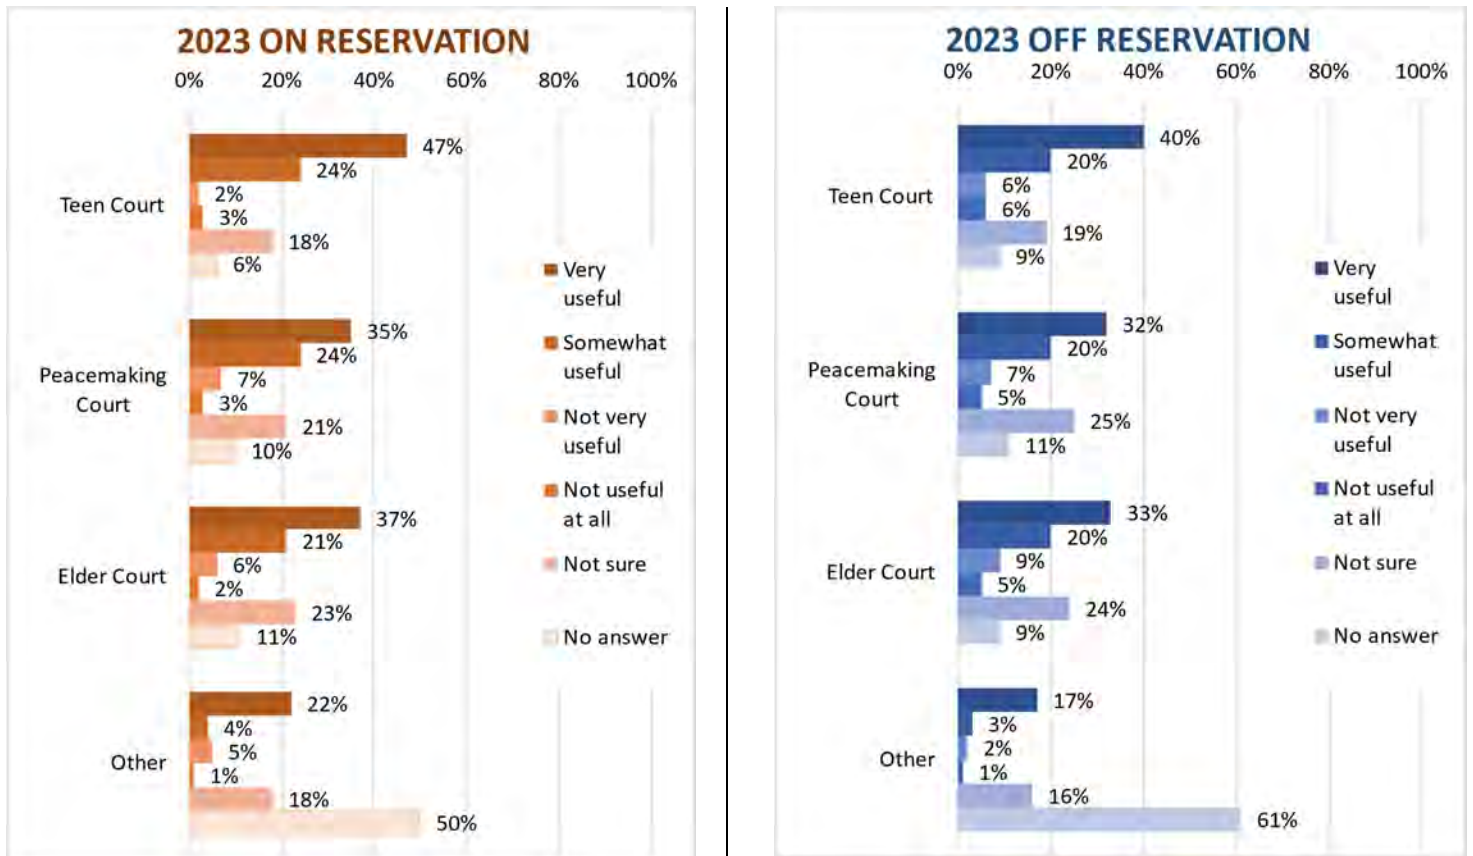 2023 ON RESERVATION
0% 20% 40% 60% 80% 100%
47%
24%
2%
Teen Court
3%
18%
6%
35%
24%
Peacemaking
Court
7%
3%
21%
10%
37%
21%
Elder Court
6%
2%
23%
11%
22%
4%
Other
5%
1%
18%
50%
Very
useful
Somewhat
useful
Not very
useful
Not useful
at all
Not sure
No answer
2023 OFF RESERVATION
0% 20% 40% 60% 80% 100%
40%
20%
Teen Court
6%
6%
19%
9%
32%
20%
Peacemaking
Court
7%
5%
25%
11%
33%
20%
Elder Court
9%
5%
24%
9%
17%
3%
Other
2%
1%
16%
61%
Very
useful
Somewhat
useful
Not very
useful
Not useful
at all
Not sure
No answer